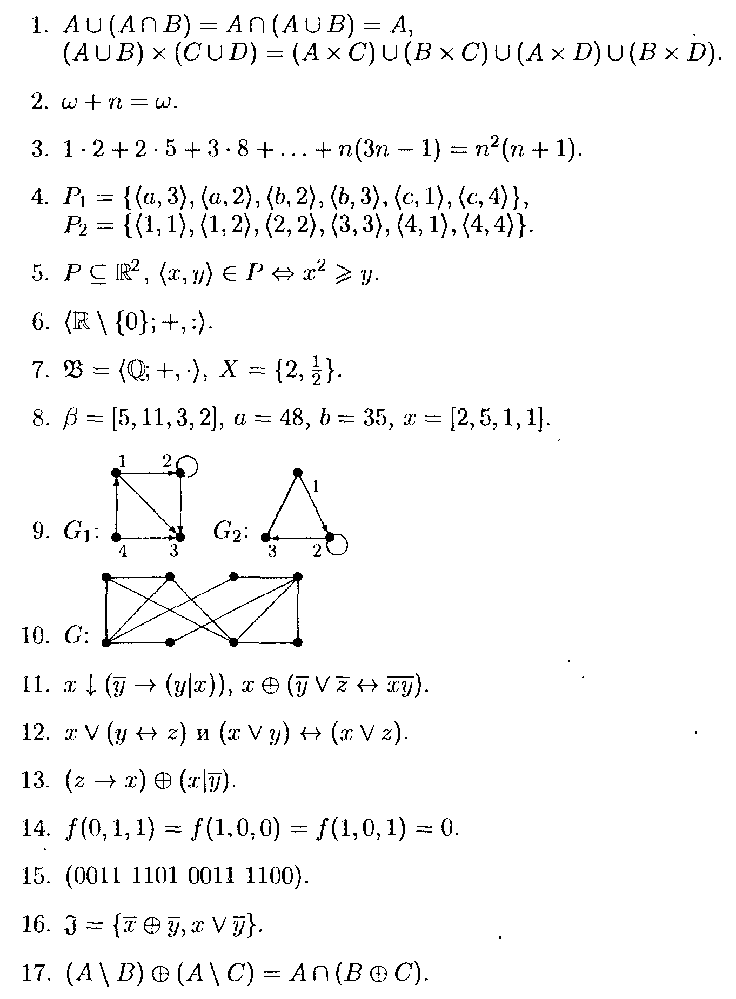 1. A ∪ (A ∩ B) = A ∩ (A ∪ B) = A,
(A ∪ B) × (C ∪ D) = (A × C) ∪ (B × C) ∪ (A × D) ∪ (B × D).
2. ω + n = ω.
3. 1 · 2 + 2 · 5 + 3 · 8 + ... + n(3n − 1) = n²(n + 1).
4. P₁ = {⟨a, 3⟩, ⟨a, 2⟩, ⟨b, 2⟩, ⟨b, 3⟩, ⟨c, 1⟩, ⟨c, 4⟩},
P₂ = {⟨1, 1⟩, ⟨1, 2⟩, ⟨2, 2⟩, ⟨3, 3⟩, ⟨4, 1⟩, ⟨4, 4⟩}.
5. P ⊆ ℝ², ⟨x, y⟩ ∈ P ⇔ x² ⩾ y.
6. ⟨ℝ \ {0}; +, :⟩.
7. 𝔅 = ⟨ℚ; +, ·⟩, X = {2, ½}.
8. β = [5, 11, 3, 2], a = 48, b = 35, x = [2, 5, 1, 1].
1 2
1
9. G₁: G₂:
4 3 3 2
10. G:
11. x ↓ (y̅ → (y|x)), x ⊕ (y̅ ∨ z̅ ↔ x̅y̅).
12. x ∨ (y ↔ z) и (x ∨ y) ↔ (x ∨ z).
13. (z → x) ⊕ (x|y̅).
14. f(0, 1, 1) = f(1, 0, 0) = f(1, 0, 1) = 0.
15. (0011 1101 0011 1100).
16. ℑ = {x̅ ⊕ y̅, x ∨ y̅}.
17. (A \ B) ⊕ (A \ C) = A ∩ (B ⊕ C).